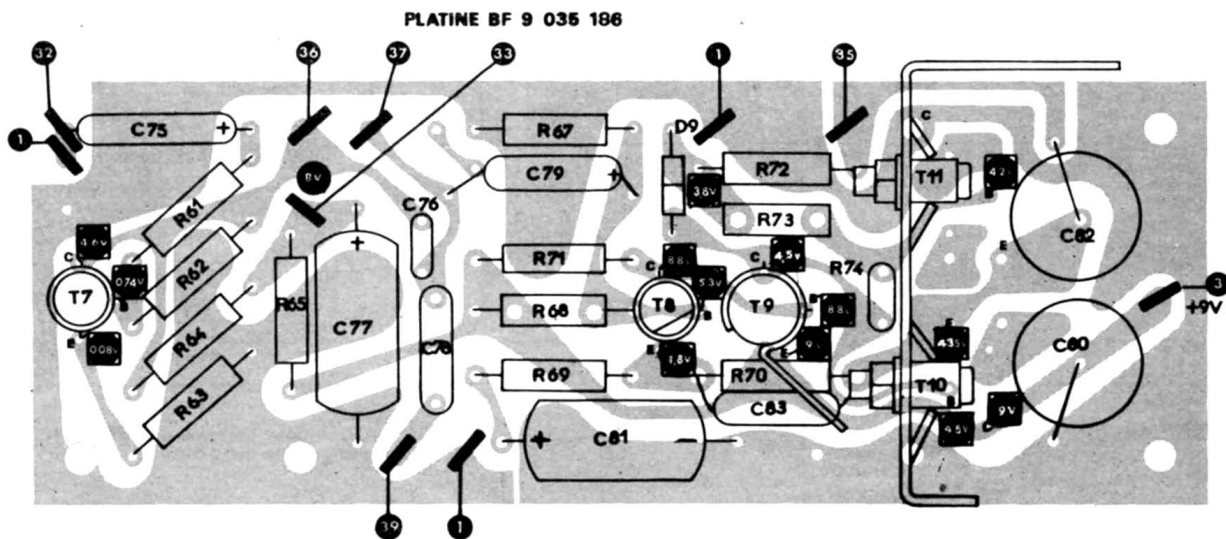 PLATINE BF 9 035 186
32
36
37
33
1
35
1
C75 +
R67
D9
C
R72
T11
4.2V
B
8V
C79 +
3.8V
R61
C76
R73
C82
E
4.6V
C
T7
0.74V
B
E
0.08V
R62
R64
R63
R65
+
C77
C78
R71
R68
R69
8.8V
C
5.3V
T8
B
E
4.8V
4.5V
C
T9
B
8.8V
E
9V
R74
3
+9V
4.35V
E
C80
R70
T10
B
4.5V
9V
C
C83
+ C81 −
39
1